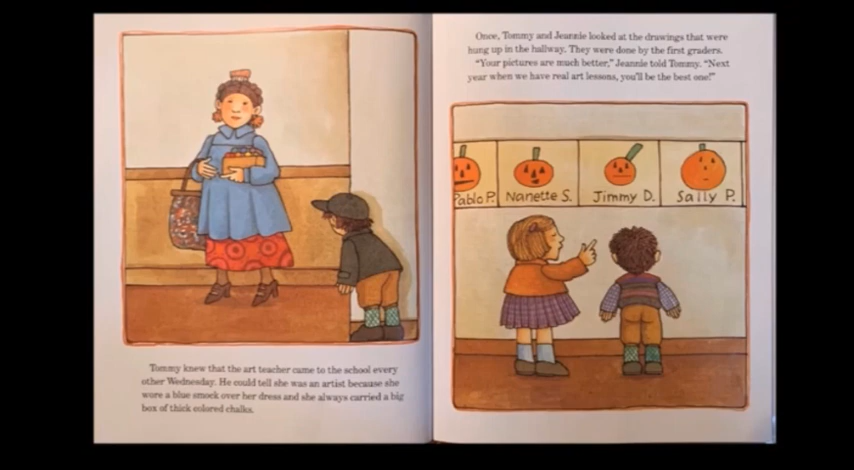 Tommy knew that the art teacher came to the school every
other Wednesday. He could tell she was an artist because she
wore a blue smock over her dress and she always carried a big
box of thick colored chalks.
Once, Tommy and Jeannie looked at the drawings that were
hung up in the hallway. They were done by the first graders.
"Your pictures are much better," Jeannie told Tommy. "Next
year when we have real art lessons, you'll be the best one!"
Pablo P. Nanette S. Jimmy D. Sally P.